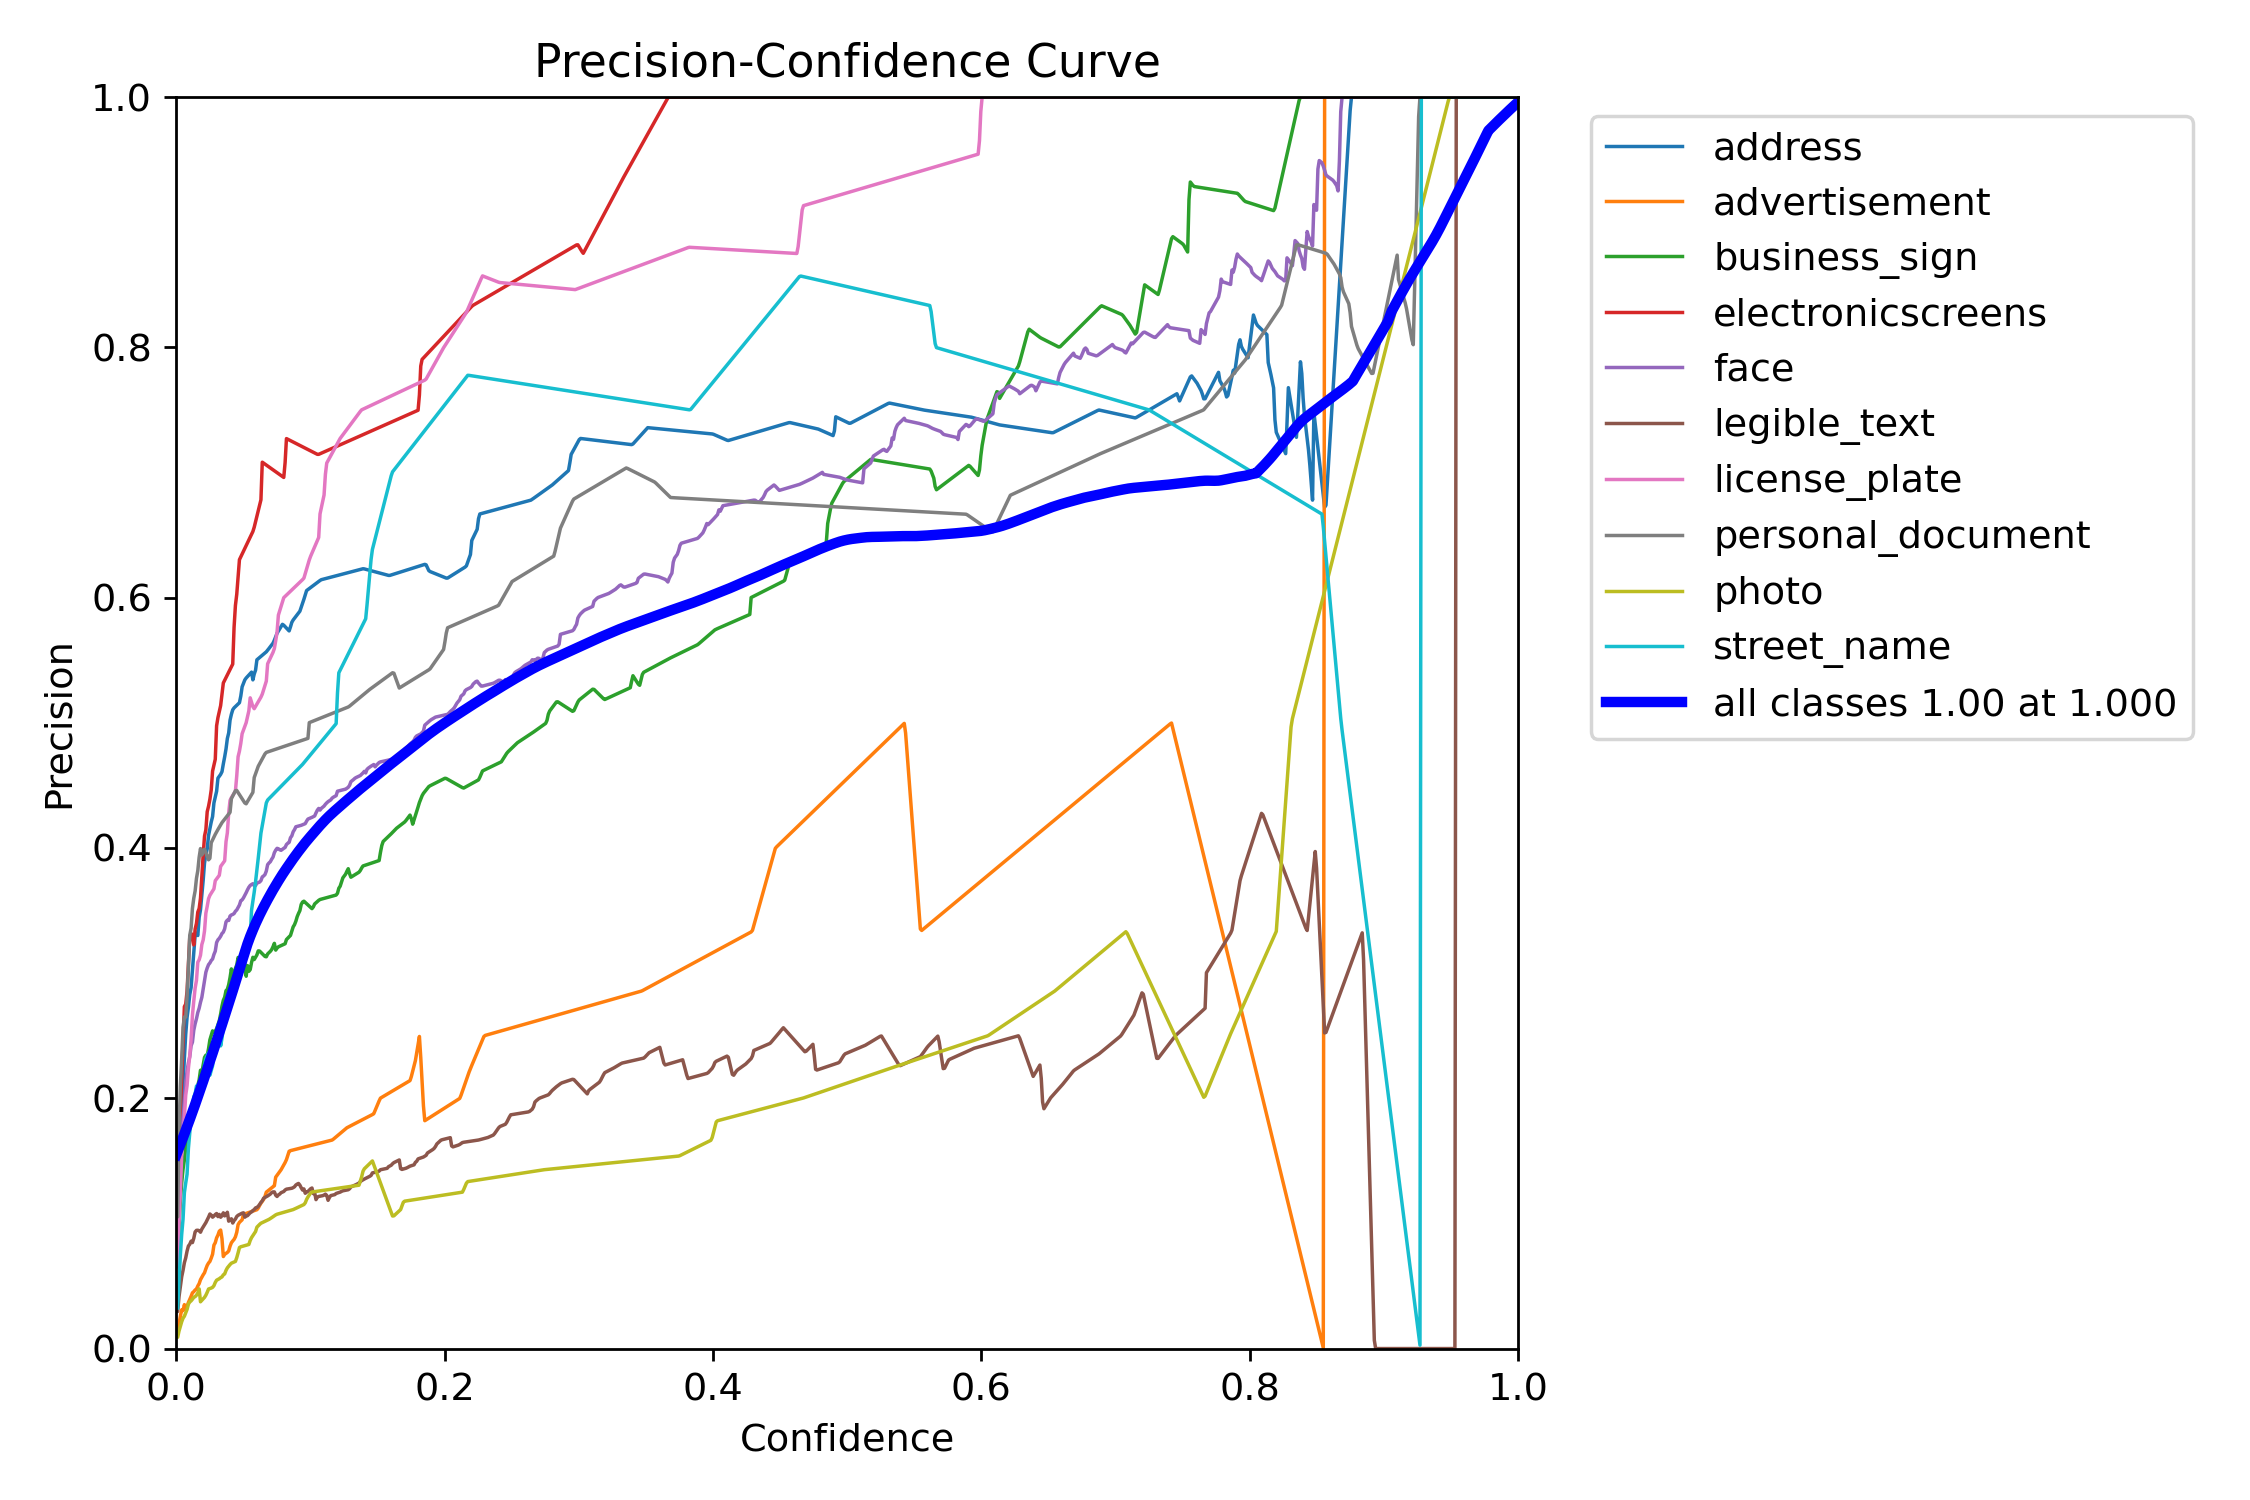 Precision-Confidence Curve
1.0
0.8
0.6
0.4
0.2
0.0
Precision
0.0 0.2 0.4 0.6 0.8 1.0
Confidence
address
advertisement
business_sign
electronicscreens
face
legible_text
license_plate
personal_document
photo
street_name
all classes 1.00 at 1.000